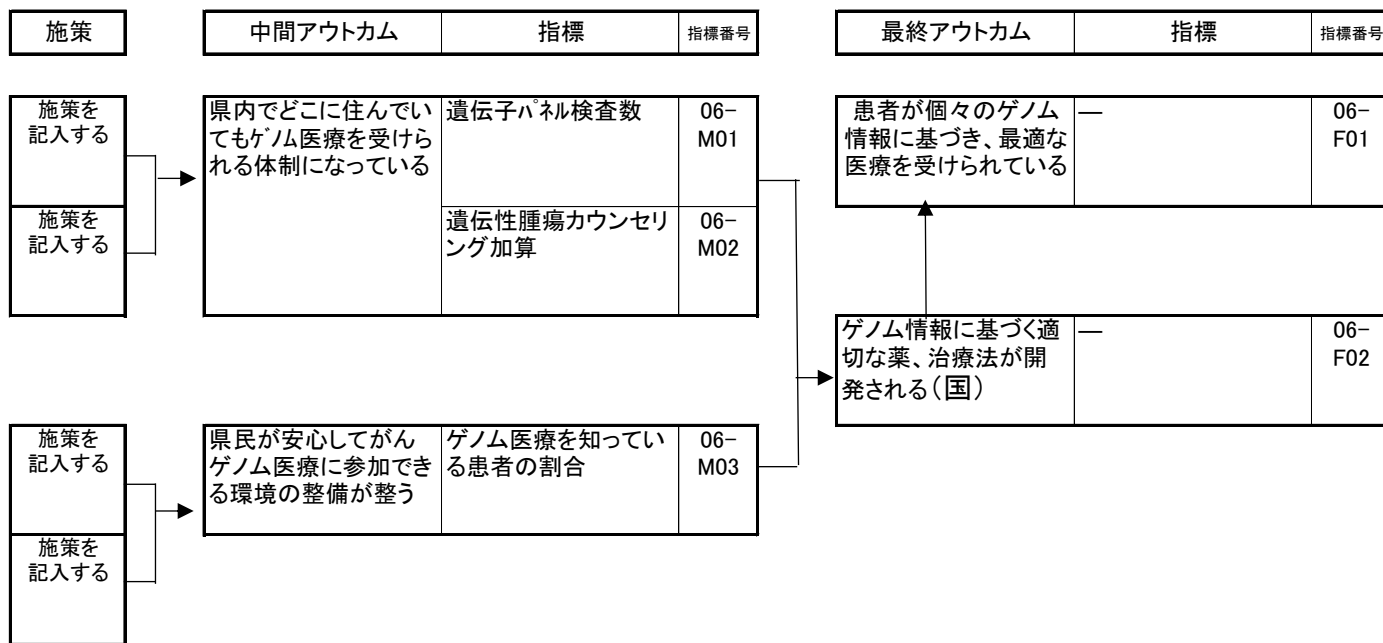 施策
中間アウトカム
指標
指標番号
最終アウトカム
指標
指標番号
施策を
記入する
県内でどこに住んでい
てもゲノム医療を受けら
れる体制になっている
遺伝子パネル検査数
06-
M01
患者が個々のゲノム
情報に基づき、最適な
医療を受けられている
—
06-
F01
施策を
記入する
遺伝性腫瘍カウンセリ
ング加算
06-
M02
ゲノム情報に基づく適
切な薬、治療法が開
発される(国)
—
06-
F02
施策を
記入する
県民が安心してがん
ゲノム医療に参加でき
る環境の整備が整う
ゲノム医療を知ってい
る患者の割合
06-
M03
施策を
記入する